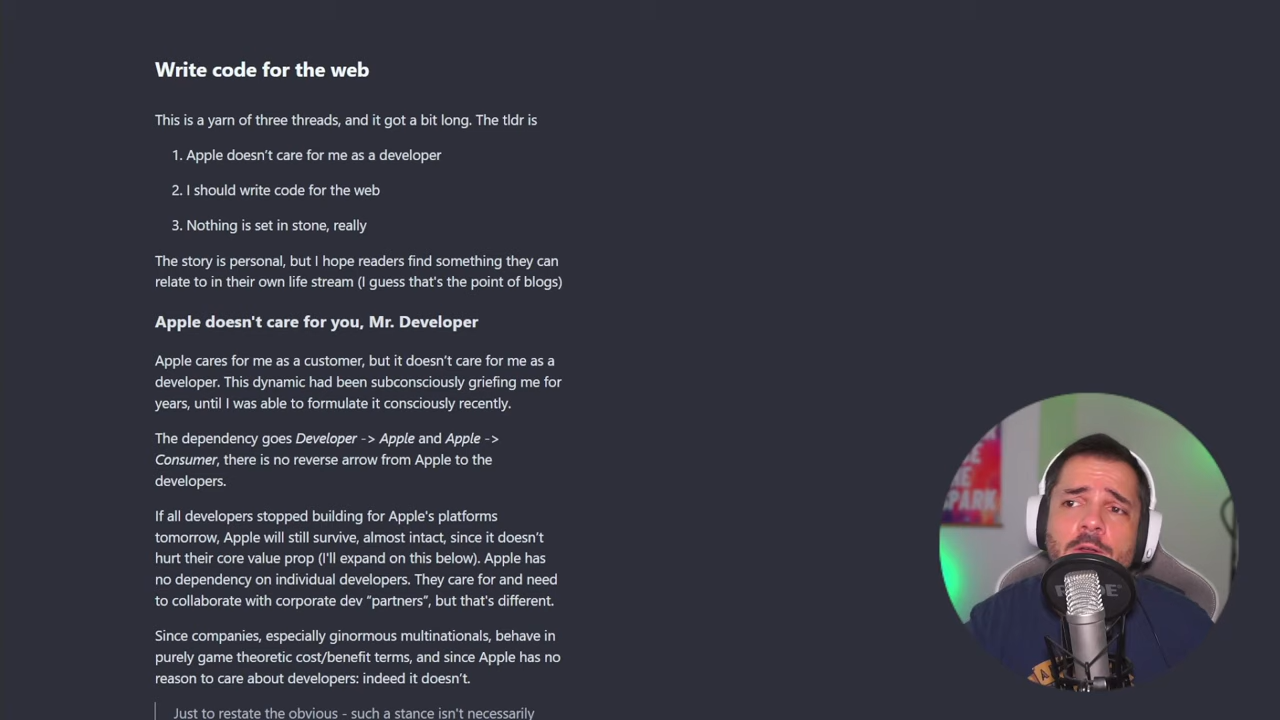 Write code for the web
This is a yarn of three threads, and it got a bit long. The tldr is
1. Apple doesn’t care for me as a developer
2. I should write code for the web
3. Nothing is set in stone, really
The story is personal, but I hope readers find something they can
relate to in their own life stream (I guess that's the point of blogs)
Apple doesn't care for you, Mr. Developer
Apple cares for me as a customer, but it doesn’t care for me as a
developer. This dynamic had been subconsciously griefing me for
years, until I was able to formulate it consciously recently.
The dependency goes Developer -> Apple and Apple ->
Consumer, there is no reverse arrow from Apple to the
developers.
If all developers stopped building for Apple's platforms
tomorrow, Apple will still survive, almost intact, since it doesn’t
hurt their core value prop (I'll expand on this below). Apple has
no dependency on individual developers. They care for and need
to collaborate with corporate dev “partners“, but that's different.
Since companies, especially ginormous multinationals, behave in
purely game theoretic cost/benefit terms, and since Apple has no
reason to care about developers: indeed it doesn’t.
Just to restate the obvious - such a stance isn't necessarily
SPARK